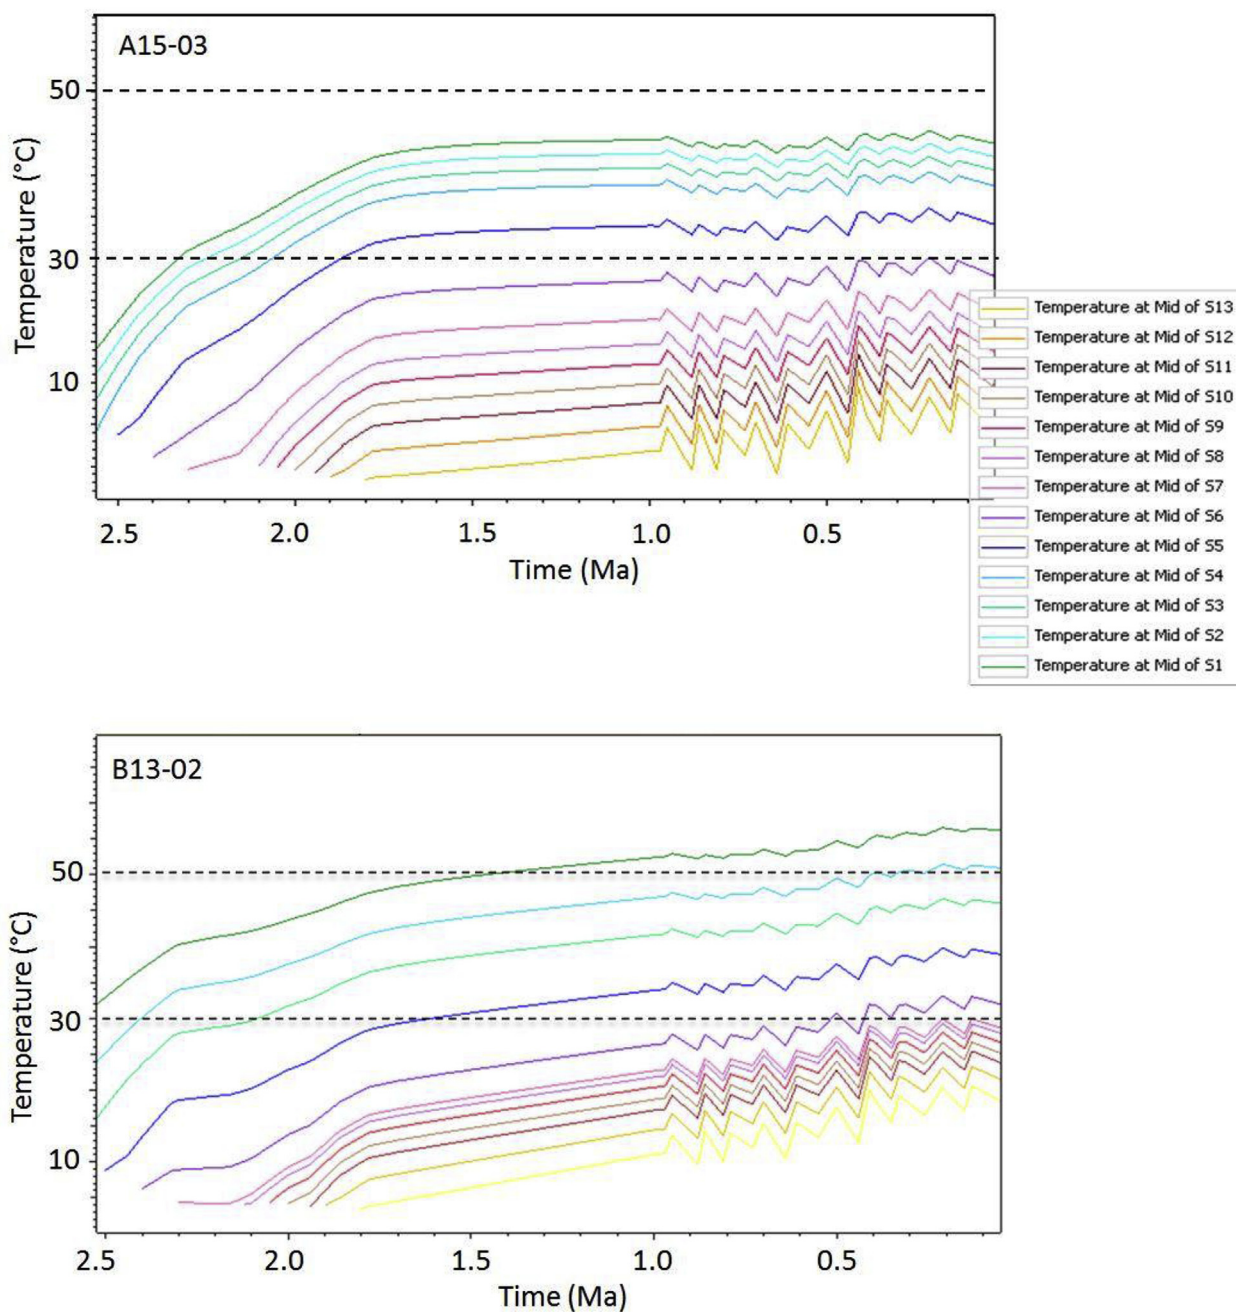 A15-03
50
30
10
Temperature (°C)
2.5 2.0 1.5 1.0 0.5
Time (Ma)
Temperature at Mid of S13
Temperature at Mid of S12
Temperature at Mid of S11
Temperature at Mid of S10
Temperature at Mid of S9
Temperature at Mid of S8
Temperature at Mid of S7
Temperature at Mid of S6
Temperature at Mid of S5
Temperature at Mid of S4
Temperature at Mid of S3
Temperature at Mid of S2
Temperature at Mid of S1
B13-02
50
30
10
Temperature (°C)
2.5 2.0 1.5 1.0 0.5
Time (Ma)